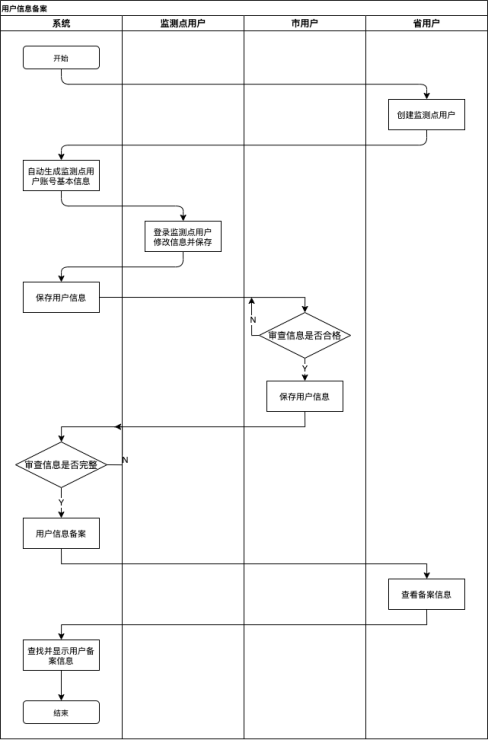 用户信息备案
系统
监测点用户
市用户
省用户
开始
创建监测点用户
自动生成监测点用
户账号基本信息
登录监测点用户
修改信息并保存
保存用户信息
N
审查信息是否合格
Y
保存用户信息
审查信息是否完整
N
Y
用户信息备案
查看备案信息
查找并显示用户备
案信息
结束